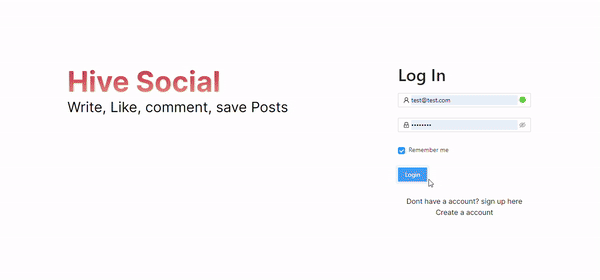 Hive Social
Write, Like, comment, save Posts
Log In
test@test.com
••••••••
Remember me
Login
Dont have a account? sign up here
Create a account